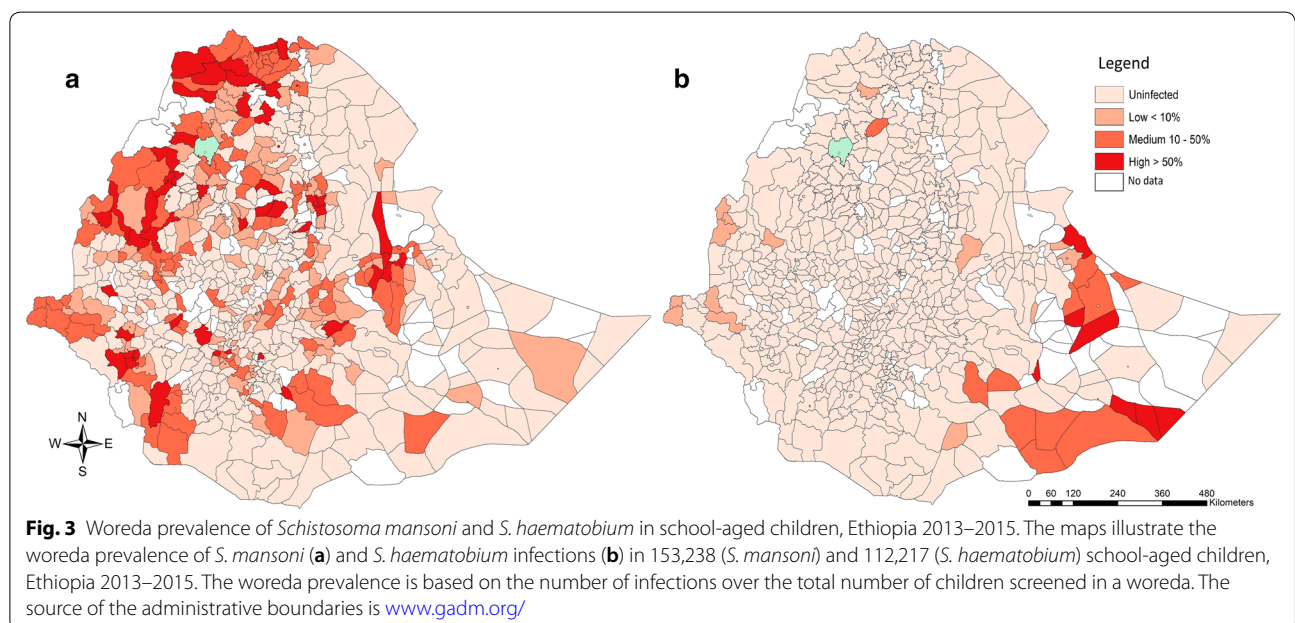 a
b
Legend
Uninfected
Low < 10%
Medium 10 - 50%
High > 50%
No data
N
W E
S
0 30 60 120 240 360 480
Kilometers
Fig. 3 Woreda prevalence of Schistosoma mansoni and S. haematobium in school-aged children, Ethiopia 2013–2015. The maps illustrate the
woreda prevalence of S. mansoni (a) and S. haematobium infections (b) in 153,238 (S. mansoni) and 112,217 (S. haematobium) school-aged children,
Ethiopia 2013–2015. The woreda prevalence is based on the number of infections over the total number of children screened in a woreda. The
source of the administrative boundaries is www.gadm.org/